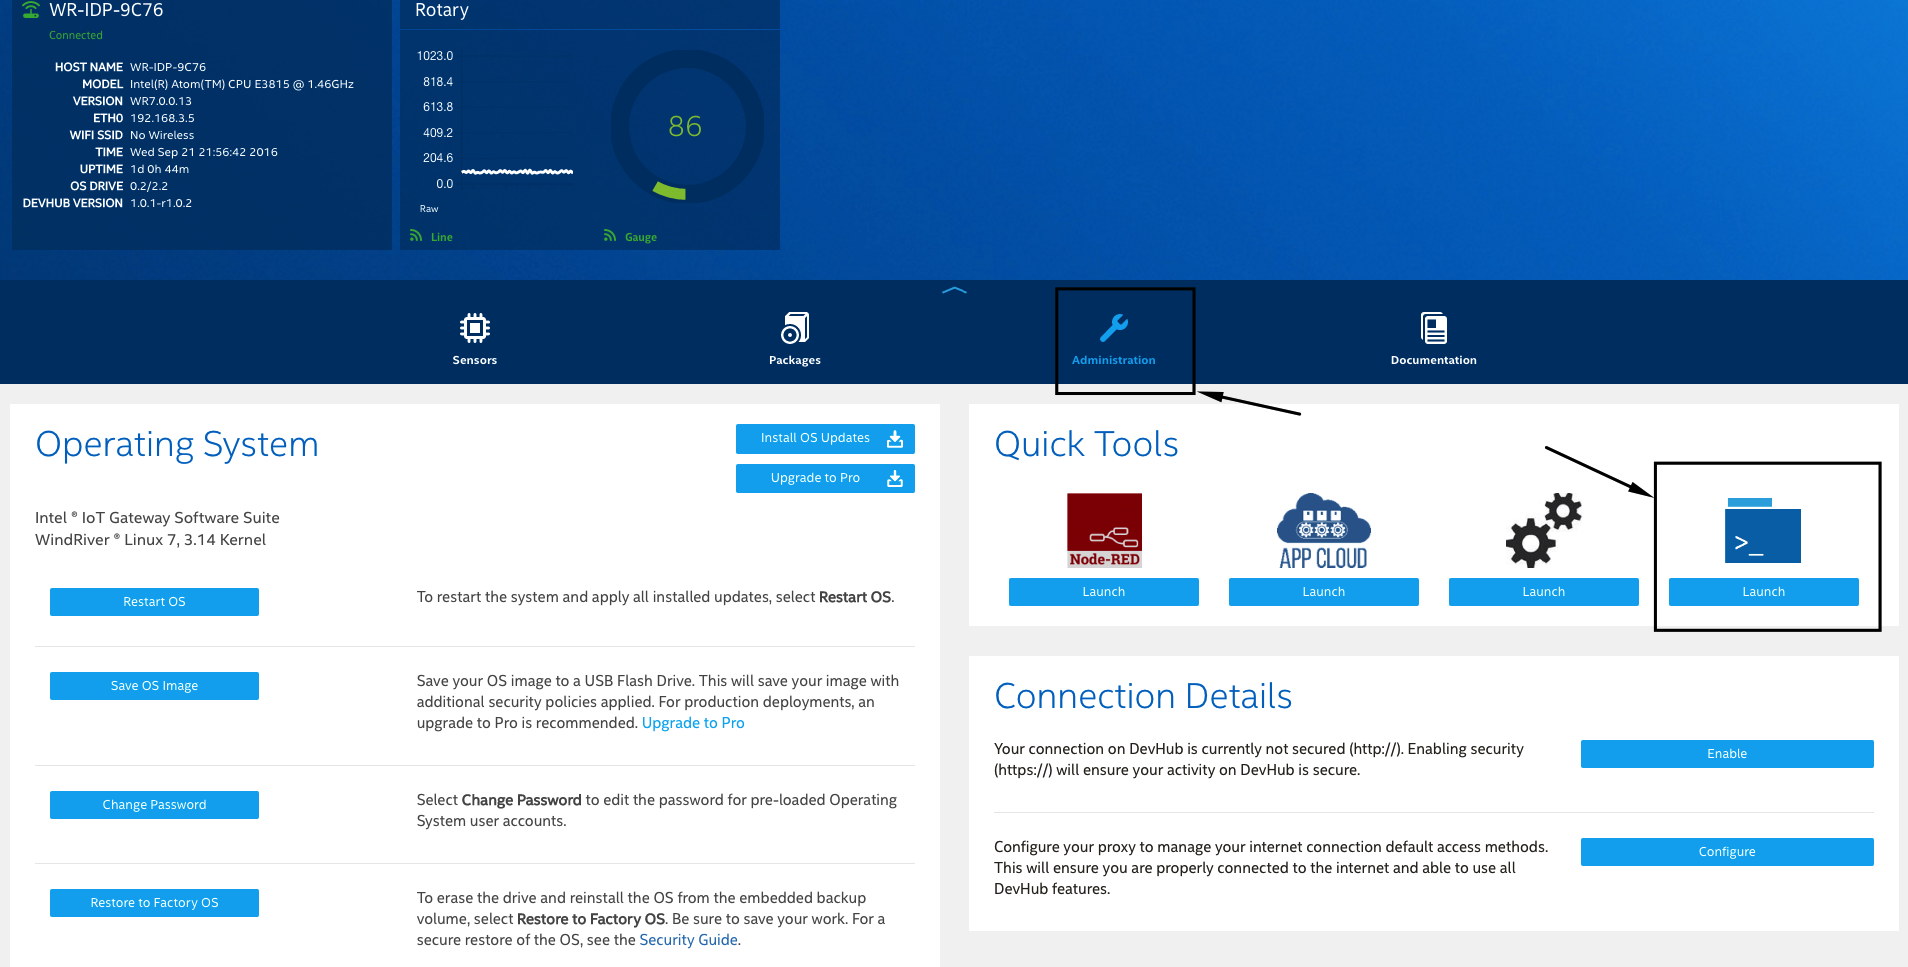 WR-IDP-9C76
Connected
HOST NAME WR-IDP-9C76
MODEL Intel(R) Atom(TM) CPU E3815 @ 1.46GHz
VERSION WR7.0.0.13
ETH0 192.168.3.5
WIFI SSID No Wireless
TIME Wed Sep 21 21:56:42 2016
UPTIME 1d 0h 44m
OS DRIVE 0.2/2.2
DEVHUB VERSION 1.0.1-r1.0.2
Rotary
1023.0
818.4
613.8
409.2
204.6
0.0
Raw
86
Line
Gauge
Sensors
Packages
Administration
Documentation
Operating System
Install OS Updates
Upgrade to Pro
Intel ® IoT Gateway Software Suite
WindRiver ® Linux 7, 3.14 Kernel
Restart OS
To restart the system and apply all installed updates, select Restart OS.
Save OS Image
Save your OS image to a USB Flash Drive. This will save your image with
additional security policies applied. For production deployments, an
upgrade to Pro is recommended. Upgrade to Pro
Change Password
Select Change Password to edit the password for pre-loaded Operating
System user accounts.
Restore to Factory OS
To erase the drive and reinstall the OS from the embedded backup
volume, select Restore to Factory OS. Be sure to save your work. For a
secure restore of the OS, see the Security Guide.
Quick Tools
Node-RED
APP CLOUD
>_
Launch
Launch
Launch
Launch
Connection Details
Your connection on DevHub is currently not secured (http://). Enabling security
(https://) will ensure your activity on DevHub is secure.
Enable
Configure your proxy to manage your internet connection default access methods.
This will ensure you are properly connected to the internet and able to use all
DevHub features.
Configure